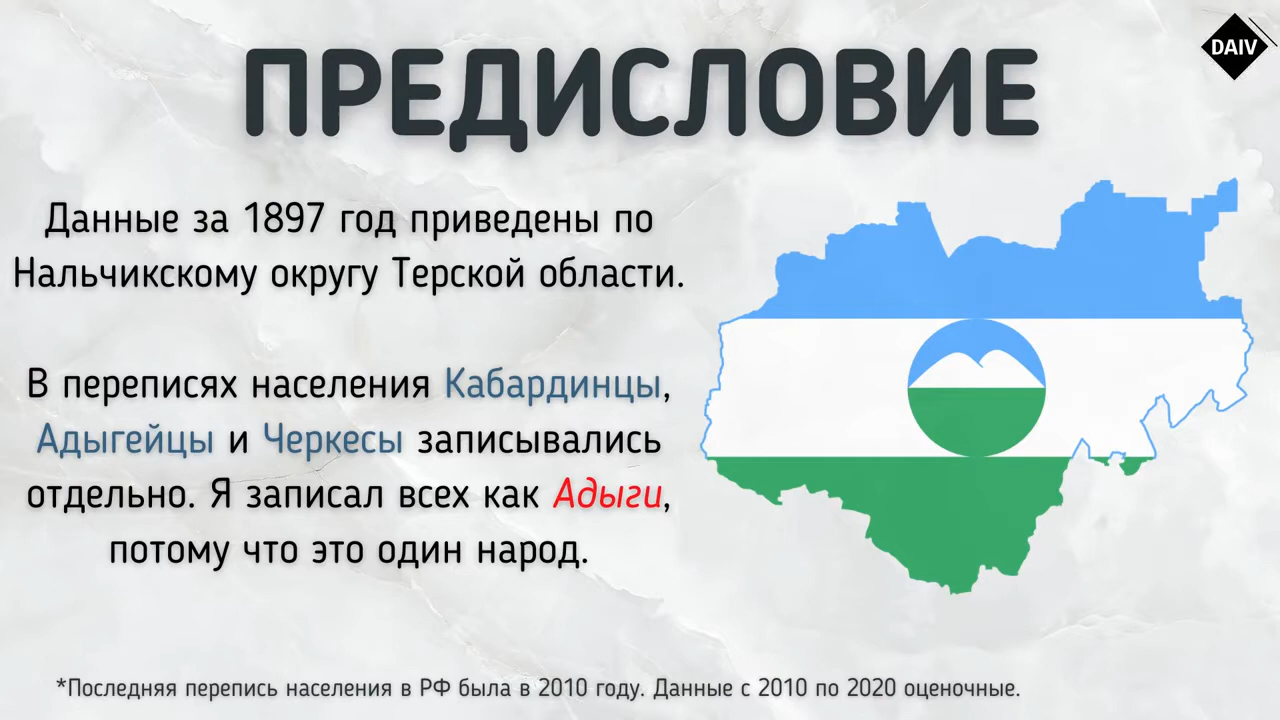 DAIV
ПРЕДИСЛОВИЕ
Данные за 1897 год приведены по
Нальчикскому округу Терской области.
В переписях населения Кабардинцы,
Адыгейцы и Черкесы записывались
отдельно. Я записал всех как Адыги,
потому что это один народ.
*Последняя перепись населения в РФ была в 2010 году. Данные с 2010 по 2020 оценочные.